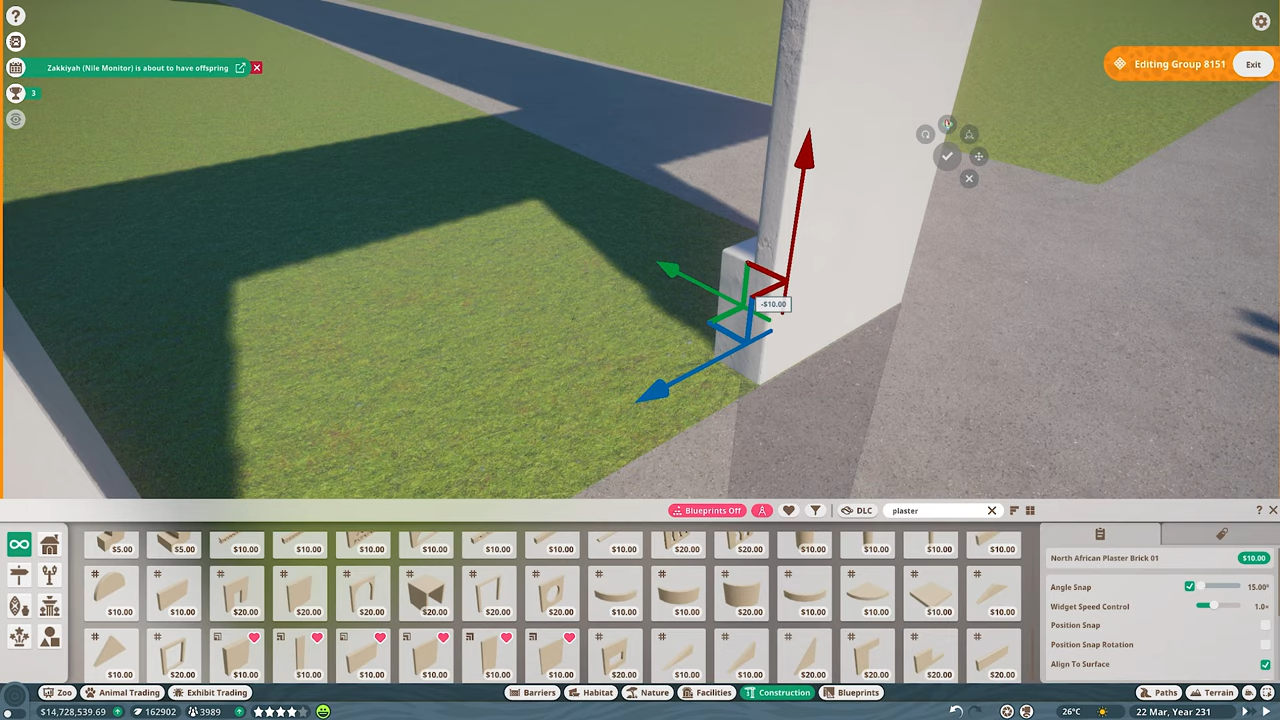 Zakkiyah (Nile Monitor) is about to have offspring
3
Editing Group 8151
Exit
-$10.00
Blueprints Off
DLC
plaster
$5.00 $5.00 $10.00 $10.00 $10.00 $10.00 $10.00 $10.00 $10.00 $20.00 $20.00 $10.00 $10.00 $10.00 $10.00
$10.00 $10.00 $20.00 $10.00 $20.00 $20.00 $10.00 $20.00 $10.00 $10.00 $20.00 $10.00 $10.00 $10.00 $10.00
$10.00 $20.00 $10.00 $10.00 $10.00 $10.00 $10.00 $10.00 $20.00 $10.00 $10.00 $10.00 $20.00 $20.00 $10.00
North African Plaster Brick 01
$10.00
Angle Snap
15.00°
Widget Speed Control
1.0×
Position Snap
Position Snap Rotation
Align To Surface
Zoo
Animal Trading
Exhibit Trading
Barriers
Habitat
Nature
Facilities
Construction
Blueprints
Paths
Terrain
$14,728,539.69
162902
3989
26°C
22 Mar, Year 231